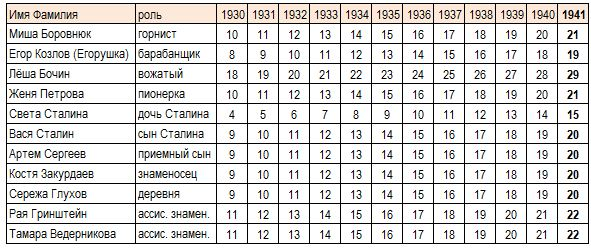 Имя Фамилия роль 1930 1931 1932 1933 1934 1935 1936 1937 1938 1939 1940 1941
Миша Боровнюк горнист 10 11 12 13 14 15 16 17 18 19 20 21
Егор Козлов (Егорушка) барабанщик 8 9 10 11 12 13 14 15 16 17 18 19
Лёша Бочин вожатый 18 19 20 21 22 23 24 25 26 27 28 29
Женя Петрова пионерка 10 11 12 13 14 15 16 17 18 19 20 21
Света Сталина дочь Сталина 4 5 6 7 8 9 10 11 12 13 14 15
Вася Сталин сын Сталина 9 10 11 12 13 14 15 16 17 18 19 20
Артем Сергеев приемный сын 9 10 11 12 13 14 15 16 17 18 19 20
Костя Закурдаев знаменосец 9 10 11 12 13 14 15 16 17 18 19 20
Сережа Глухов деревня 9 10 11 12 13 14 15 16 17 18 19 20
Рая Гринштейн ассис. знамен. 11 12 13 14 15 16 17 18 19 20 21 22
Тамара Ведерникова ассис. знамен. 11 12 13 14 15 16 17 18 19 20 21 22